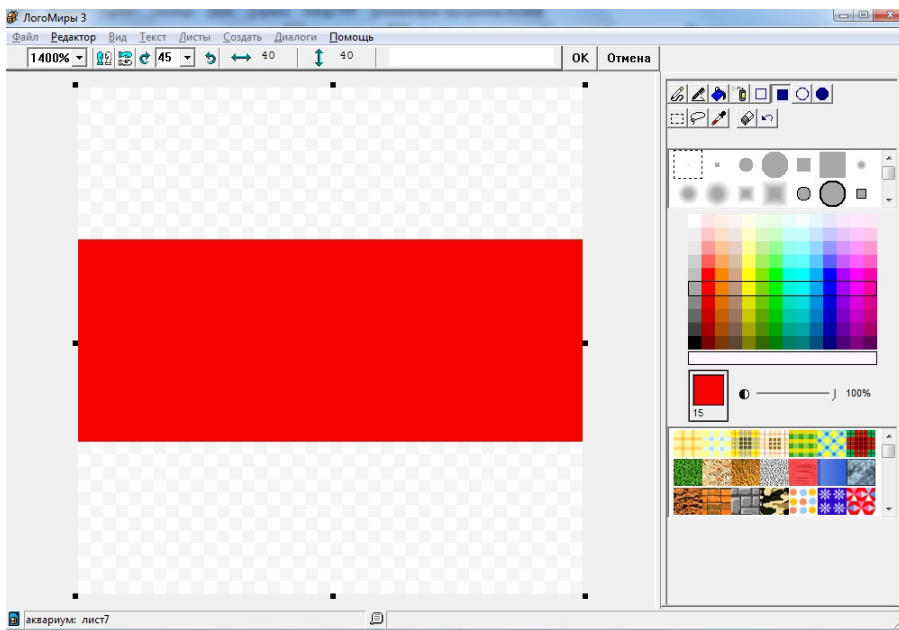 ЛогоМиры 3
Файл Редактор Вид Текст Листы Создать Диалоги Помощь
1400% 45 40 40 OK Отмена
100%
15
аквариум: лист7